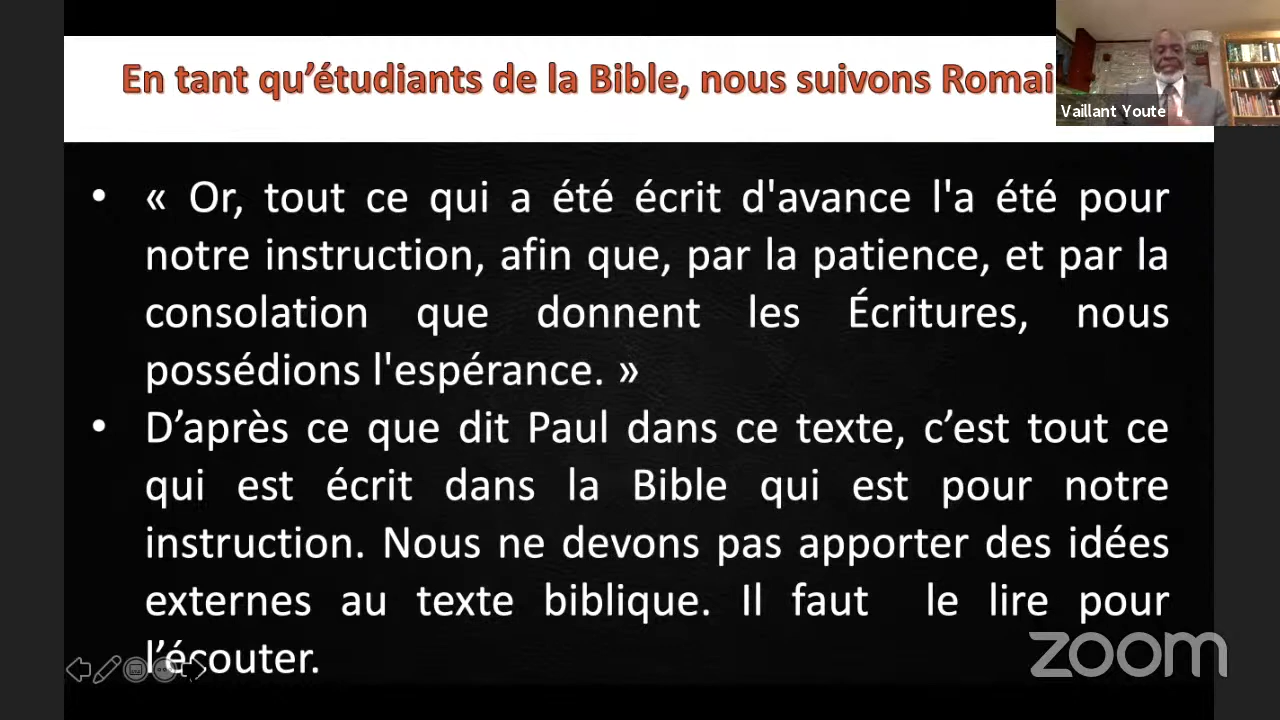 En tant qu’étudiants de la Bible, nous suivons Romai
Vaillant Youte
• « Or, tout ce qui a été écrit d'avance l'a été pour
notre instruction, afin que, par la patience, et par la
consolation que donnent les Écritures, nous
possédions l'espérance. »
• D’après ce que dit Paul dans ce texte, c’est tout ce
qui est écrit dans la Bible qui est pour notre
instruction. Nous ne devons pas apporter des idées
externes au texte biblique. Il faut le lire pour
l’écouter.
zoom